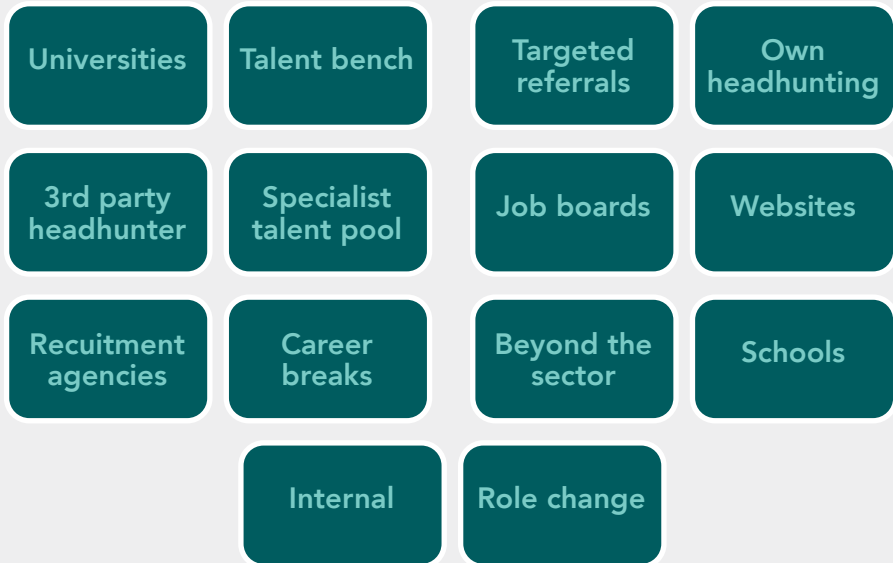 Universities
Talent bench
Targeted
referrals
Own
headhunting
3rd party
headhunter
Specialist
talent pool
Job boards
Websites
Recuitment
agencies
Career
breaks
Beyond the
sector
Schools
Internal
Role change